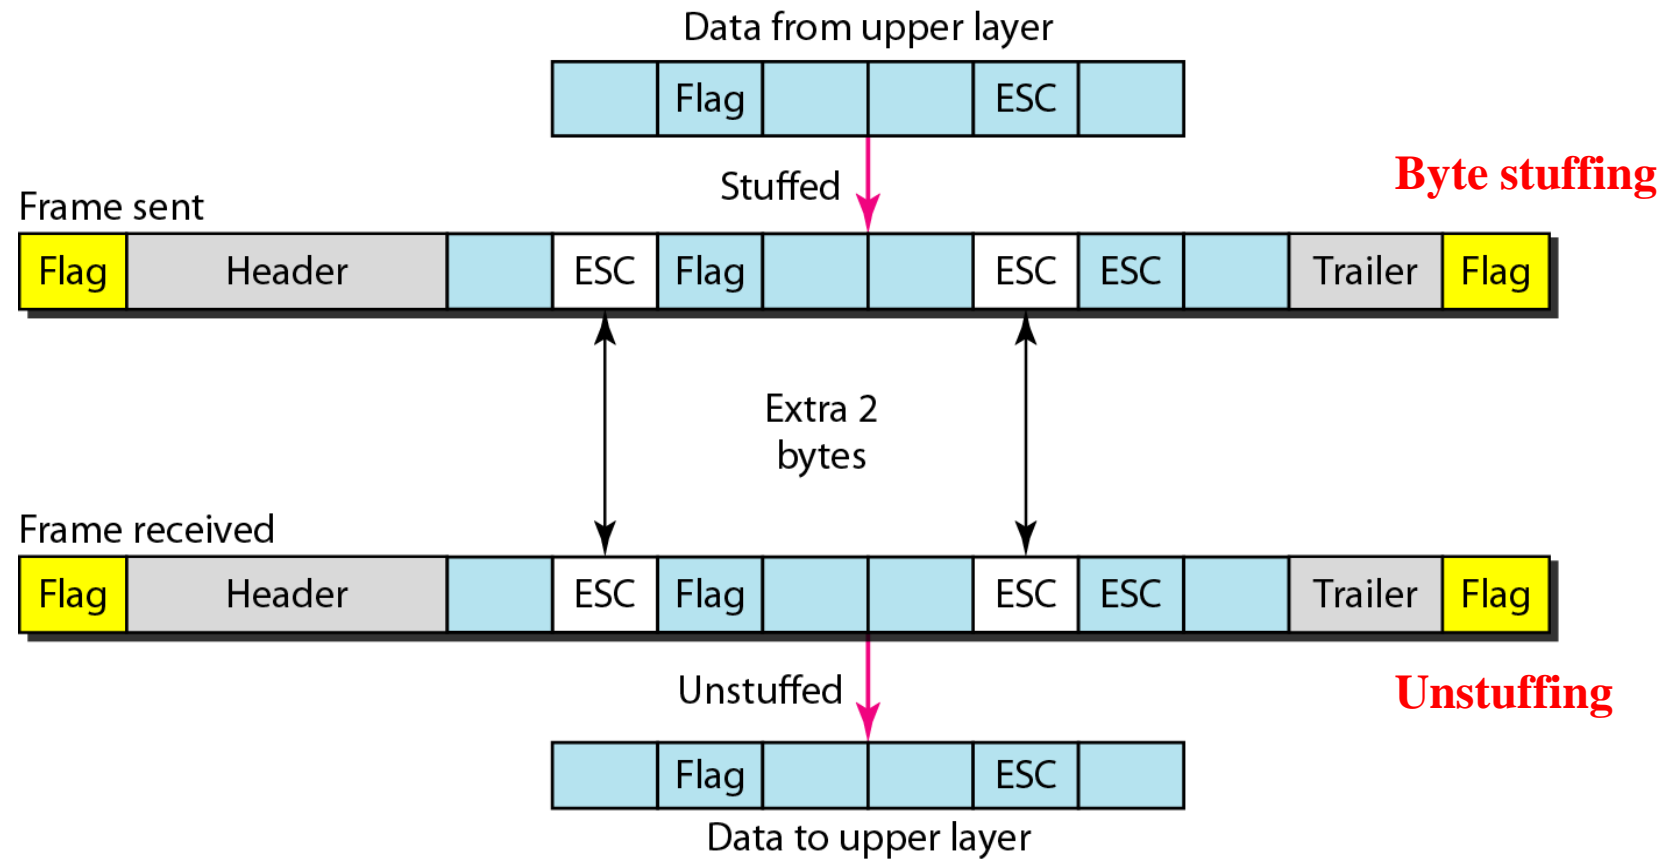 Data from upper layer
Flag ESC
Stuffed
Byte stuffing
Frame sent
Flag Header ESC Flag ESC ESC Trailer Flag
Extra 2
bytes
Frame received
Flag Header ESC Flag ESC ESC Trailer Flag
Unstuffed
Unstuffing
Flag ESC
Data to upper layer